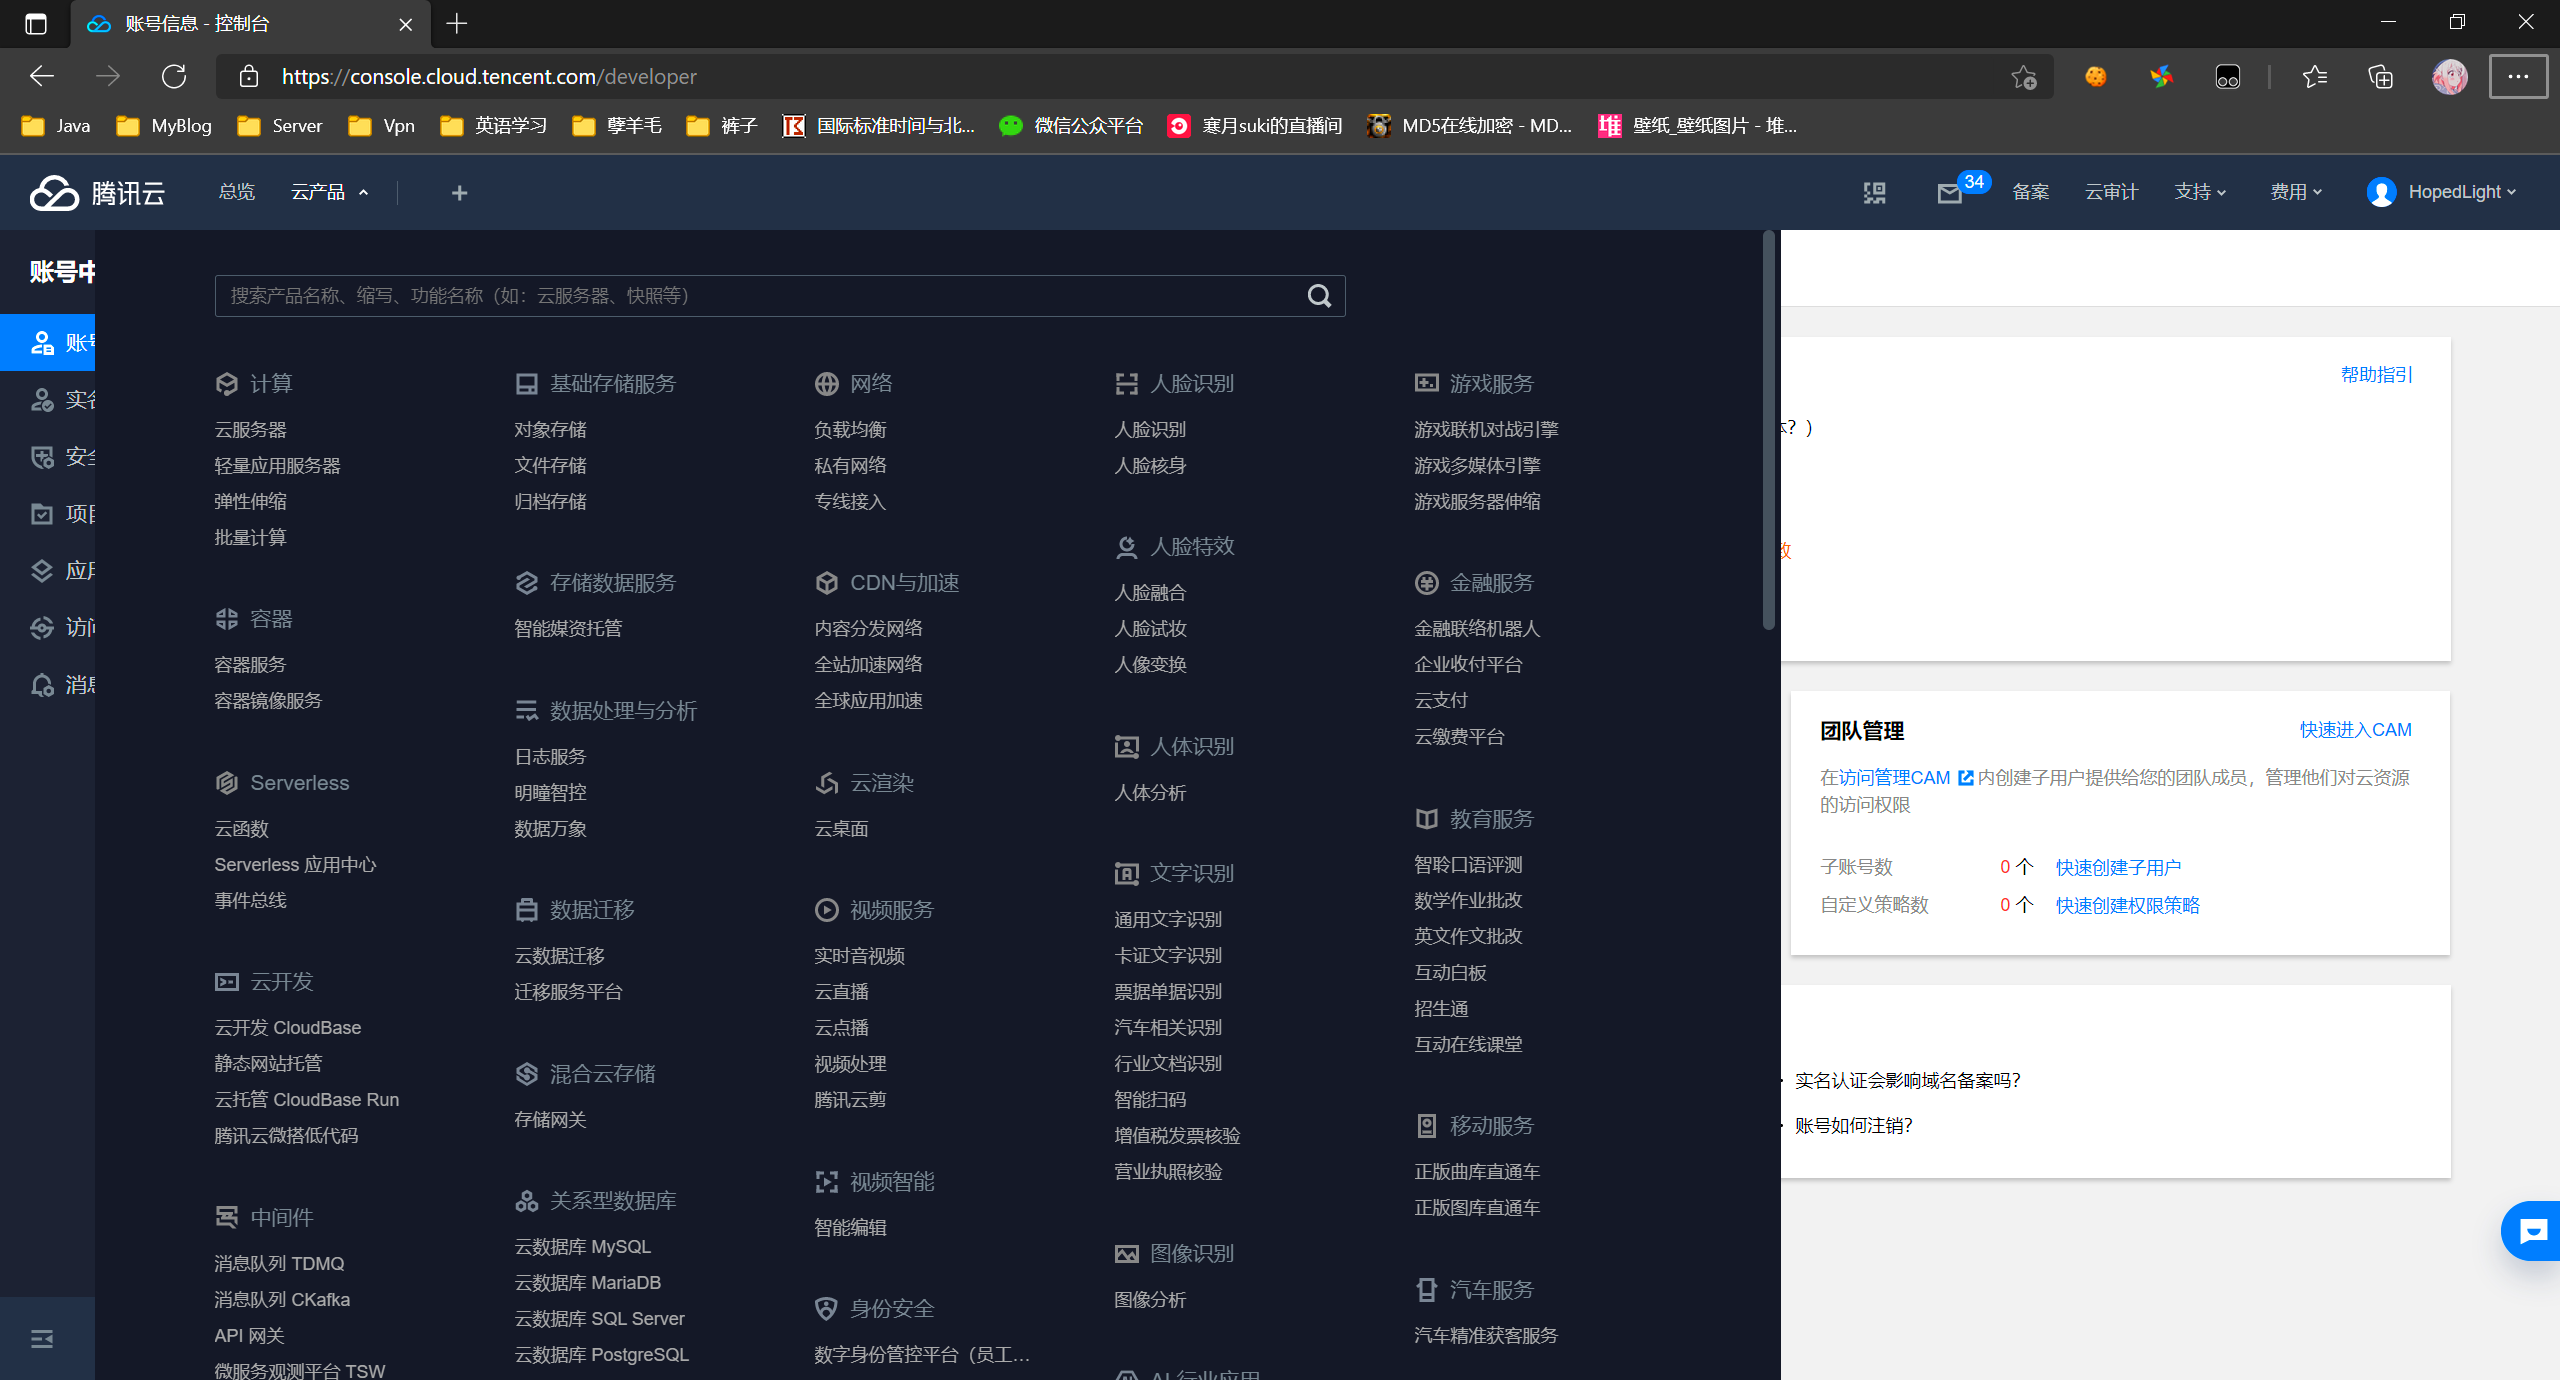 账号信息 - 控制台
https://console.cloud.tencent.com/developer
Java
MyBlog
Server
Vpn
英语学习
孽羊毛
裤子
国际标准时间与北...
微信公众平台
寒月suki的直播间
MD5在线加密 - MD...
壁纸_壁纸图片 - 堆...
腾讯云
总览
云产品
34
备案
云审计
支持
费用
HopedLight
账号中
账号
实名
安全
项目
应用
访问
消息
搜索产品名称、缩写、功能名称（如：云服务器、快照等）
计算
云服务器
轻量应用服务器
弹性伸缩
批量计算
容器
容器服务
容器镜像服务
Serverless
云函数
Serverless 应用中心
事件总线
云开发
云开发 CloudBase
静态网站托管
云托管 CloudBase Run
腾讯云微搭低代码
中间件
消息队列 TDMQ
消息队列 CKafka
API 网关
微服务观测平台 TSW
基础存储服务
对象存储
文件存储
归档存储
存储数据服务
智能媒资托管
数据处理与分析
日志服务
明瞳智控
数据万象
数据迁移
云数据迁移
迁移服务平台
混合云存储
存储网关
关系型数据库
云数据库 MySQL
云数据库 MariaDB
云数据库 SQL Server
云数据库 PostgreSQL
网络
负载均衡
私有网络
专线接入
CDN与加速
内容分发网络
全站加速网络
全球应用加速
云渲染
云桌面
视频服务
实时音视频
云直播
云点播
视频处理
腾讯云剪
视频智能
智能编辑
身份安全
数字身份管控平台（员工...
人脸识别
人脸识别
人脸核身
人脸特效
人脸融合
人脸试妆
人像变换
人体识别
人体分析
文字识别
通用文字识别
卡证文字识别
票据单据识别
汽车相关识别
行业文档识别
智能扫码
增值税发票核验
营业执照核验
图像识别
图像分析
AI 行业应用
游戏服务
游戏联机对战引擎
游戏多媒体引擎
游戏服务器伸缩
金融服务
金融联络机器人
企业收付平台
云支付
云缴费平台
教育服务
智聆口语评测
数学作业批改
英文作文批改
互动白板
招生通
互动在线课堂
移动服务
正版曲库直通车
正版图库直通车
汽车服务
汽车精准获客服务
帮助指引
本？）
改
团队管理
快速进入CAM
在访问管理CAM 内创建子用户提供给您的团队成员，管理他们对云资源
的访问权限
子账号数 0 个 快速创建子用户
自定义策略数 0 个 快速创建权限策略
实名认证会影响域名备案吗？
账号如何注销？